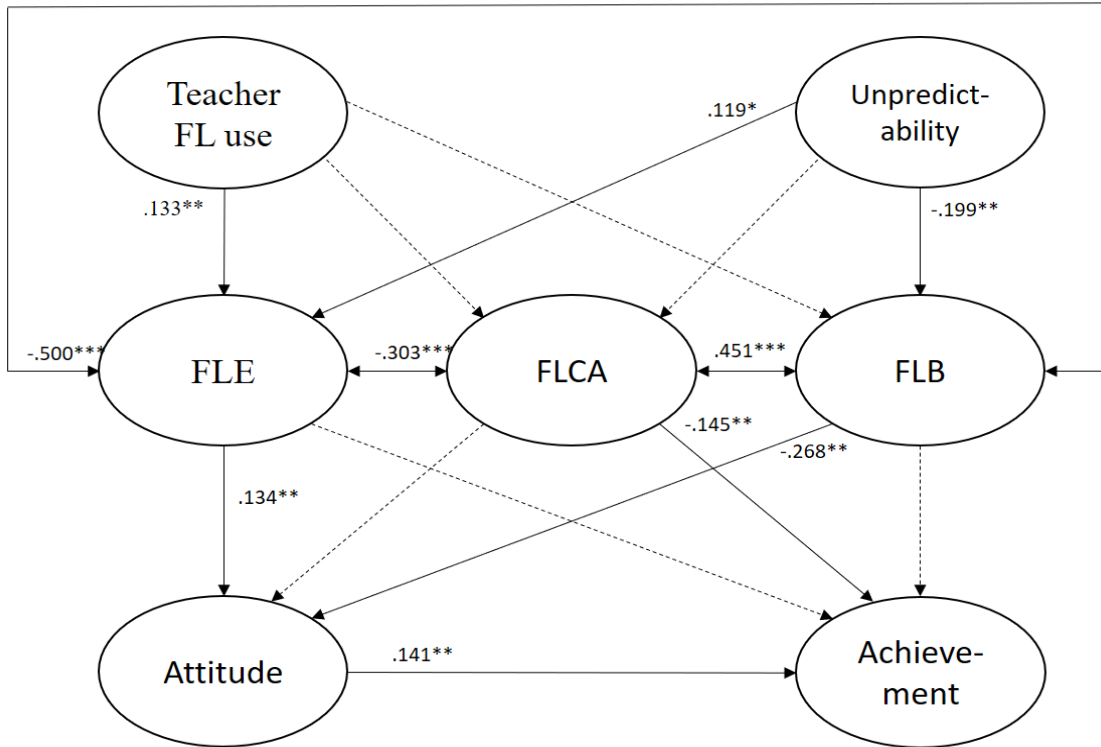 Teacher
FL use
Unpredict-
ability
.119*
.133**
-.199**
-.500***
FLE
-.303***
FLCA
.451***
FLB
-.145**
-.268**
.134**
Attitude
.141**
Achieve-
ment